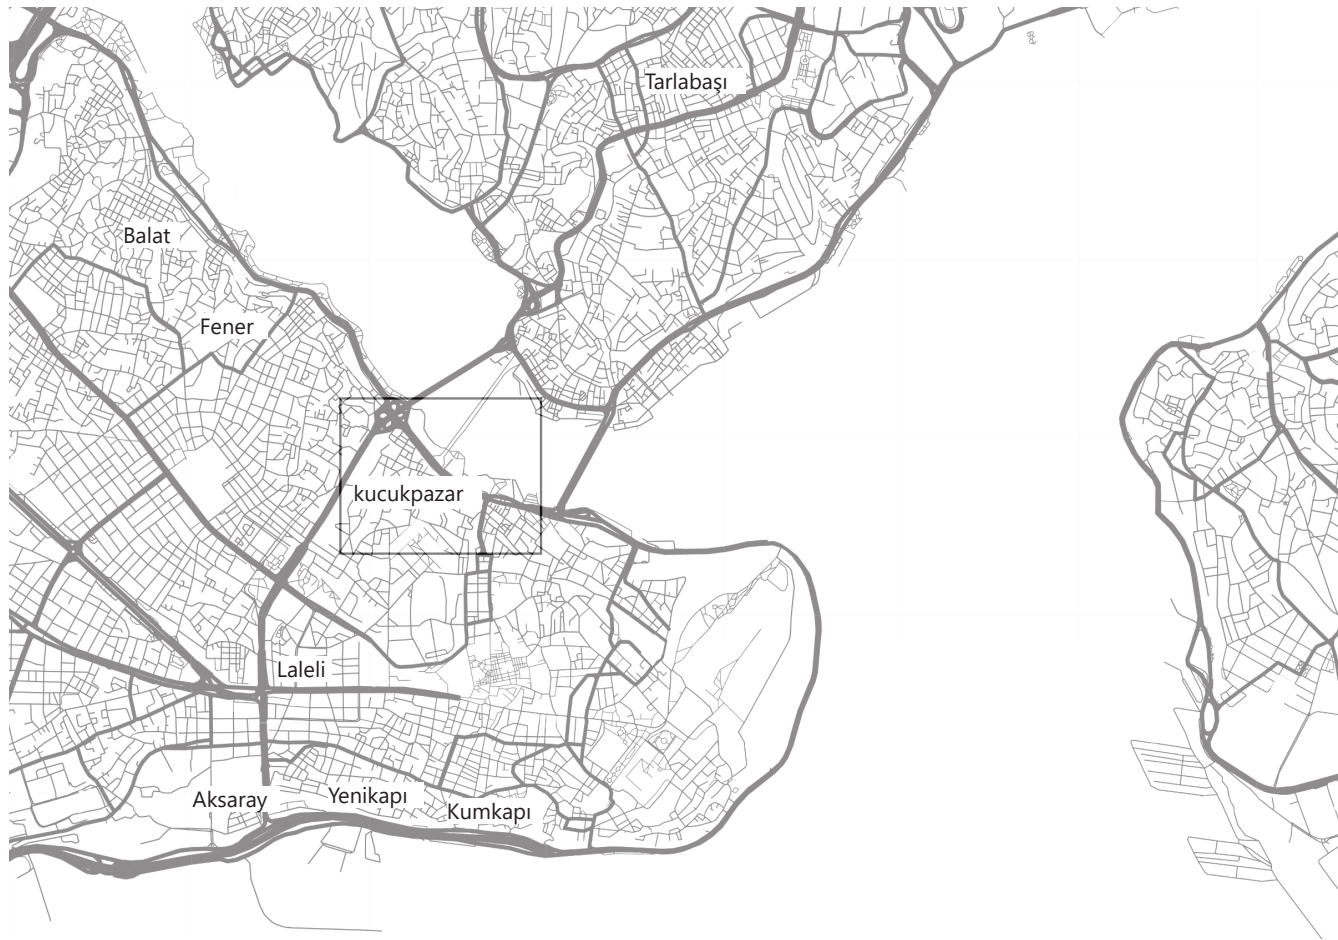 Tarlabaşı
Balat
Fener
kucukpazar
Laleli
Aksaray
Yenikapı
Kumkapı